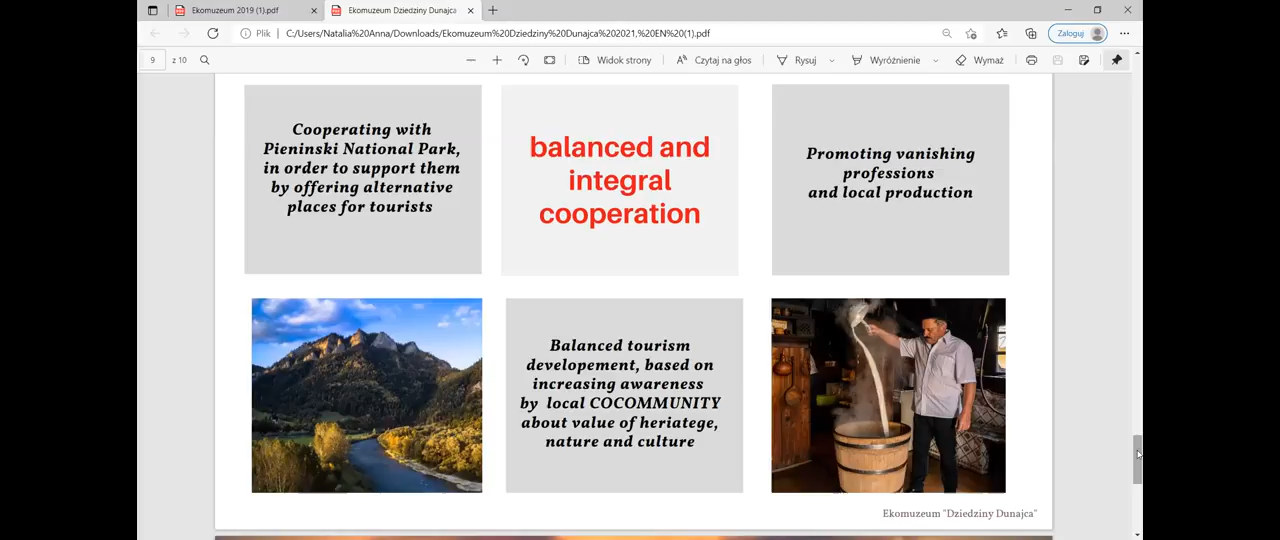 Ekomuzeum 2019 (1).pdf
Ekomuzeum Dziedziny Dunajca
Plik
C:/Users/Natalia%20Anna/Downloads/Ekomuzeum%20Dziedziny%20Dunajca%202021,%20EN%20(1).pdf
Zaloguj
9
z 10
Widok strony
Czytaj na głos
Rysuj
Wyróżnienie
Wymaż
Cooperating with
Pieninski National Park,
in order to support them
by offering alternative
places for tourists
balanced and
integral
cooperation
Promoting vanishing
professions
and local production
Balanced tourism
developement, based on
increasing awareness
by local COCOMMUNITY
about value of heriatege,
nature and culture
Ekomuzeum "Dziedziny Dunajca"